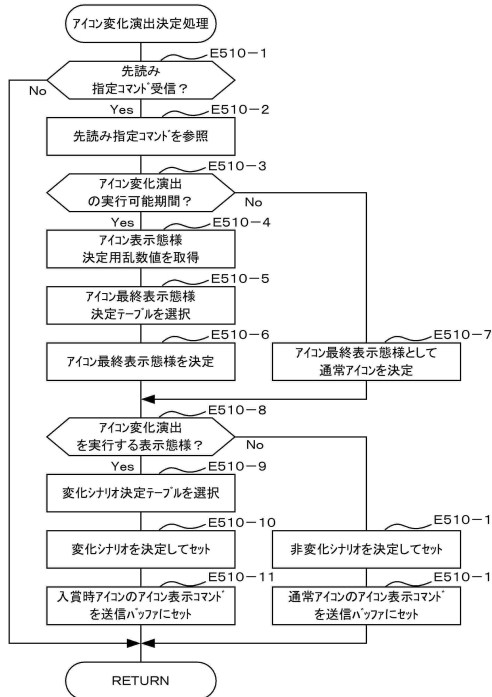 アイコン変化演出決定処理
E510-1
先読み
指定コマンド受信?
No
Yes
E510-2
先読み指定コマンドを参照
E510-3
アイコン変化演出
の実行可能期間?
No
Yes
E510-4
アイコン表示態様
決定用乱数値を取得
E510-5
アイコン最終表示態様
決定テーブルを選択
E510-6
アイコン最終表示態様を決定
E510-7
アイコン最終表示態様として
通常アイコンを決定
E510-8
アイコン変化演出
を実行する表示態様?
No
Yes
E510-9
変化シナリオ決定テーブルを選択
E510-10
変化シナリオを決定してセット
E510-1
非変化シナリオを決定してセット
E510-11
入賞時アイコンのアイコン表示コマンド
を送信バッファにセット
E510-1
通常アイコンのアイコン表示コマンド
を送信バッファにセット
RETURN